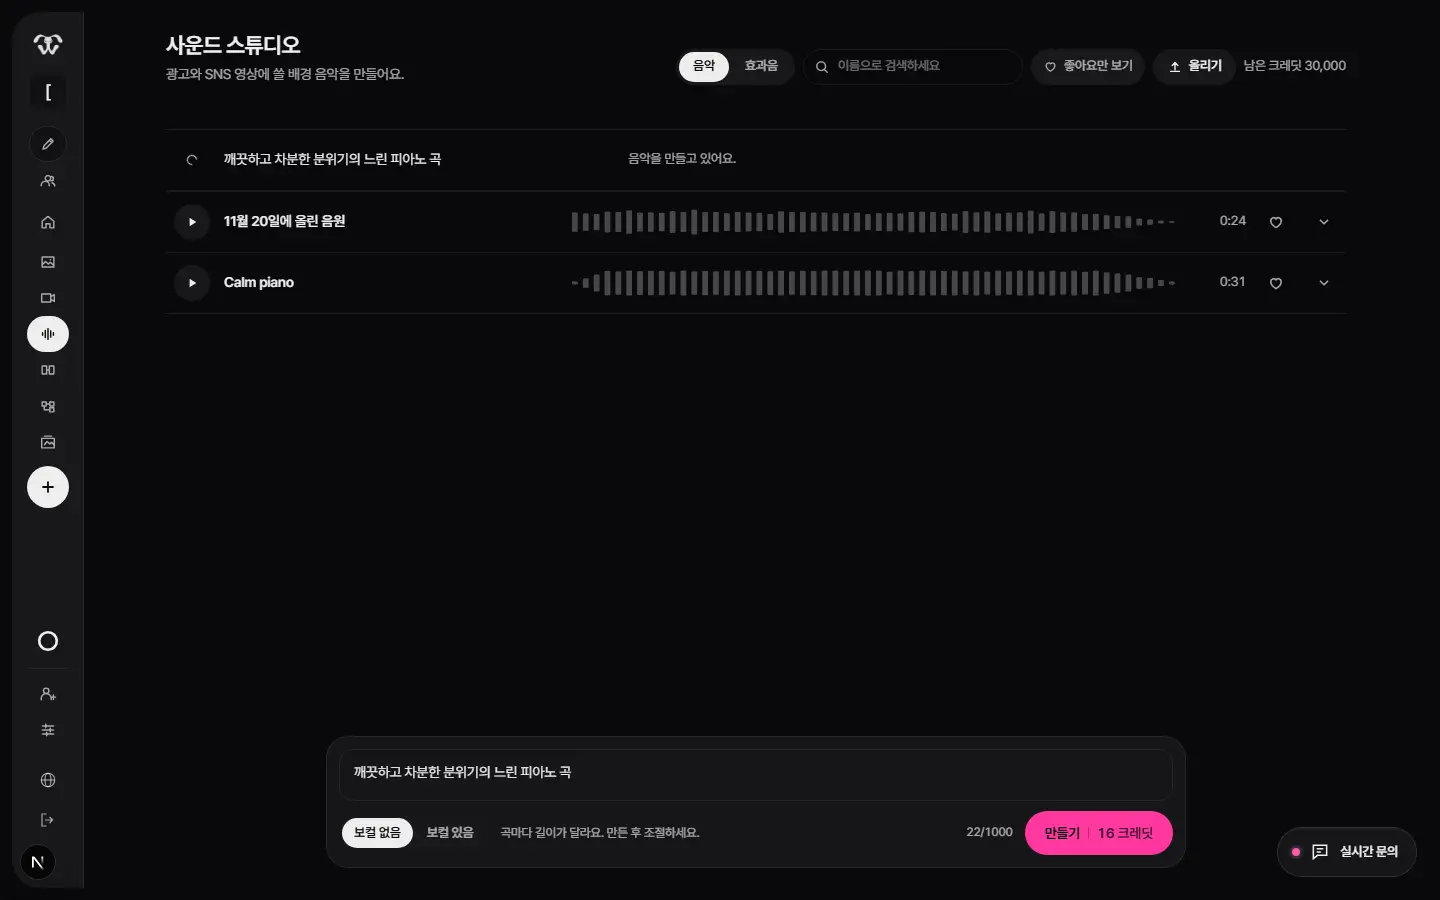 사운드 스튜디오
광고와 SNS 영상에 쓸 배경 음악을 만들어요.
음악
효과음
이름으로 검색하세요
좋아요만 보기
올리기
남은 크레딧 30,000
[
깨끗하고 차분한 분위기의 느린 피아노 곡
음악을 만들고 있어요.
11월 20일에 올린 음원
0:24
Calm piano
0:31
깨끗하고 차분한 분위기의 느린 피아노 곡
보컬 없음
보컬 있음
곡마다 길이가 달라요. 만든 후 조절하세요.
22/1000
만들기 | 16 크레딧
N
실시간 문의